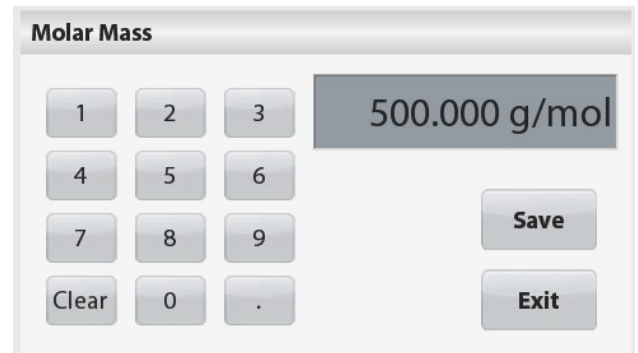 Molar Mass
1 2 3
500.000 g/mol
4 5 6
7 8 9
Save
Clear 0 .
Exit